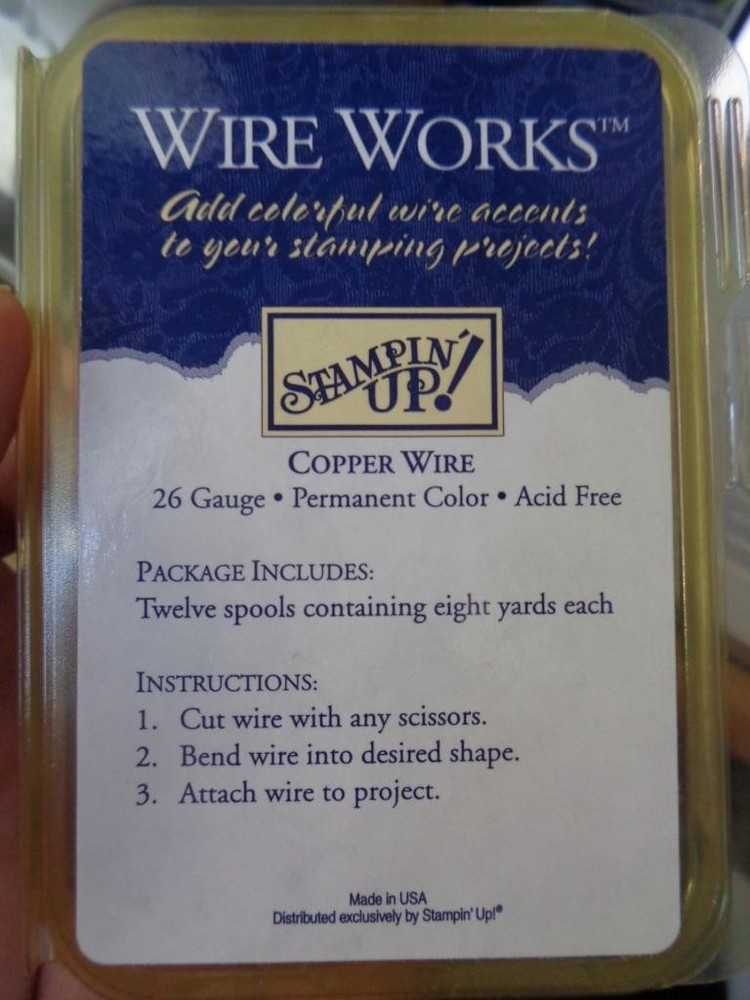 WIRE WORKS™
Add colorful wire accents
to your stamping projects!
STAMPIN'
UP!
COPPER WIRE
26 Gauge • Permanent Color • Acid Free
PACKAGE INCLUDES:
Twelve spools containing eight yards each
INSTRUCTIONS:
1. Cut wire with any scissors.
2. Bend wire into desired shape.
3. Attach wire to project.
Made in USA
Distributed exclusively by Stampin' Up!®